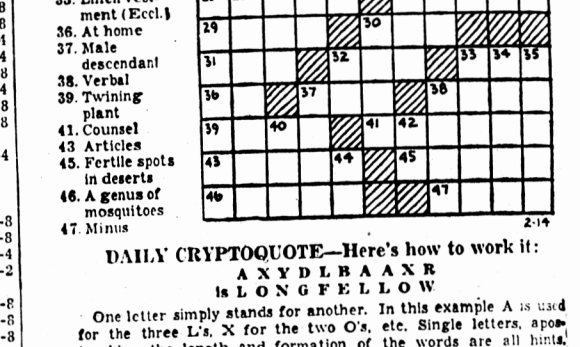 ment (Eccl.)
36. At home
37. Male
descendant
38. Verbal
39. Twining
plant
41. Counsel
43 Articles
45. Fertile spots
in deserts
46. A genus of
mosquitoes
47. Minus
29 30
31 32 33 34 35
36 37 38
39 40 41 42
43 44 45
46 47
2-14
DAILY CRYPTOQUOTE—Here's how to work it:
A X Y D L B A A X R
is L O N G F E L L O W
One letter simply stands for another. In this example A is used
for the three L's, X for the two O's, etc. Single letters, apos-
the length and formation of the words are all hints,